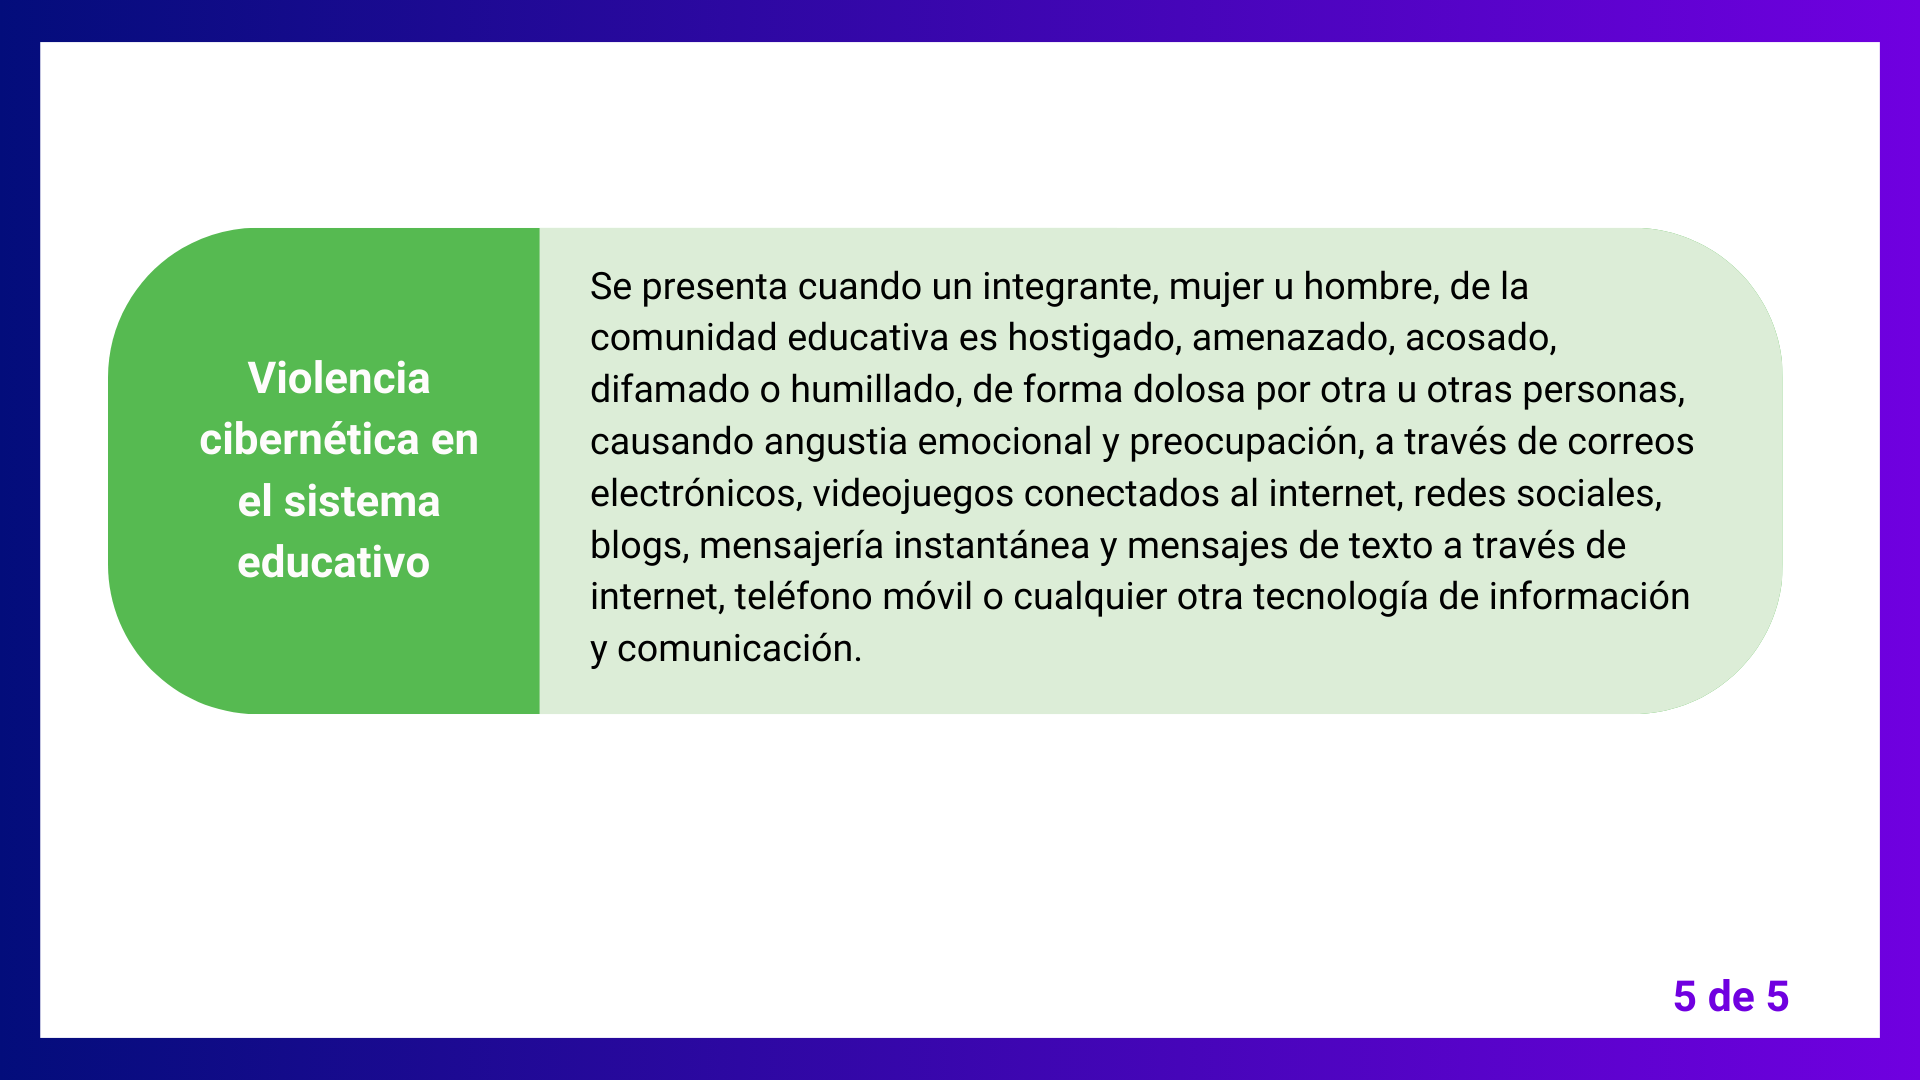 Violencia
cibernética en
el sistema
educativo
Se presenta cuando un integrante, mujer u hombre, de la
comunidad educativa es hostigado, amenazado, acosado,
difamado o humillado, de forma dolosa por otra u otras personas,
causando angustia emocional y preocupación, a través de correos
electrónicos, videojuegos conectados al internet, redes sociales,
blogs, mensajería instantánea y mensajes de texto a través de
internet, teléfono móvil o cualquier otra tecnología de información
y comunicación.
5 de 5